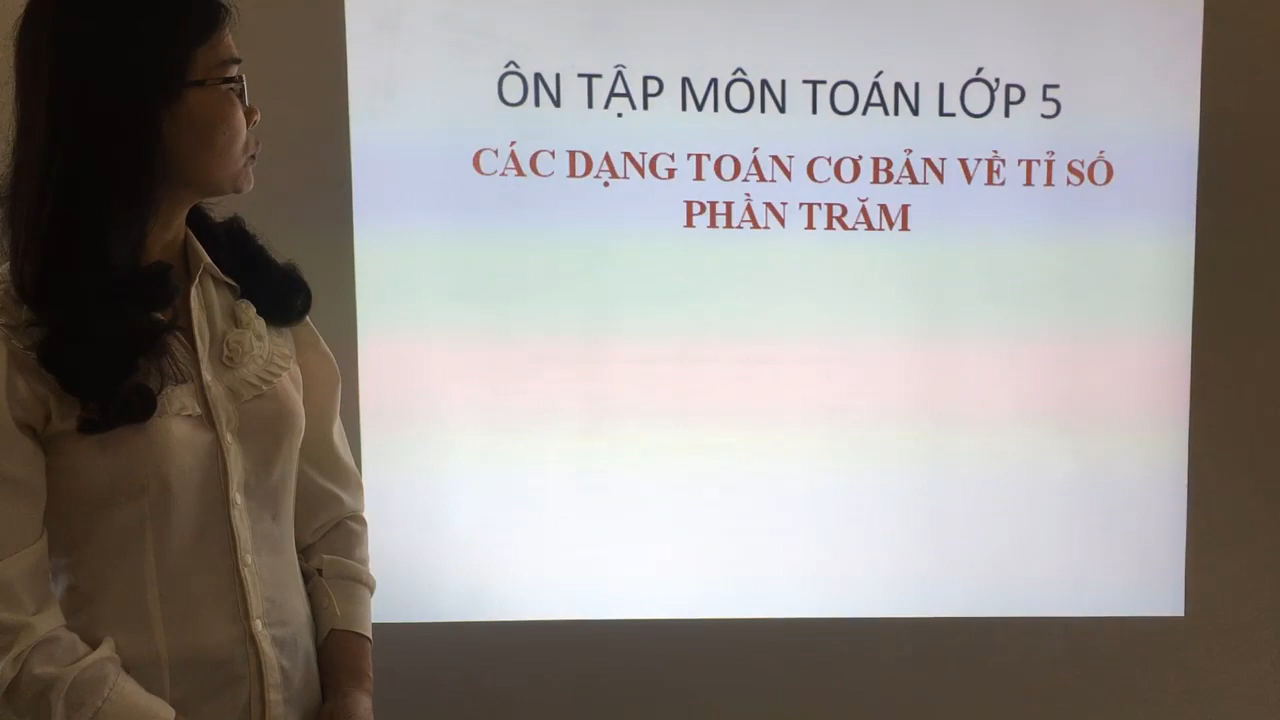 ÔN TẬP MÔN TOÁN LỚP 5
CÁC DẠNG TOÁN CƠ BẢN VỀ TỈ SỐ
PHẦN TRĂM